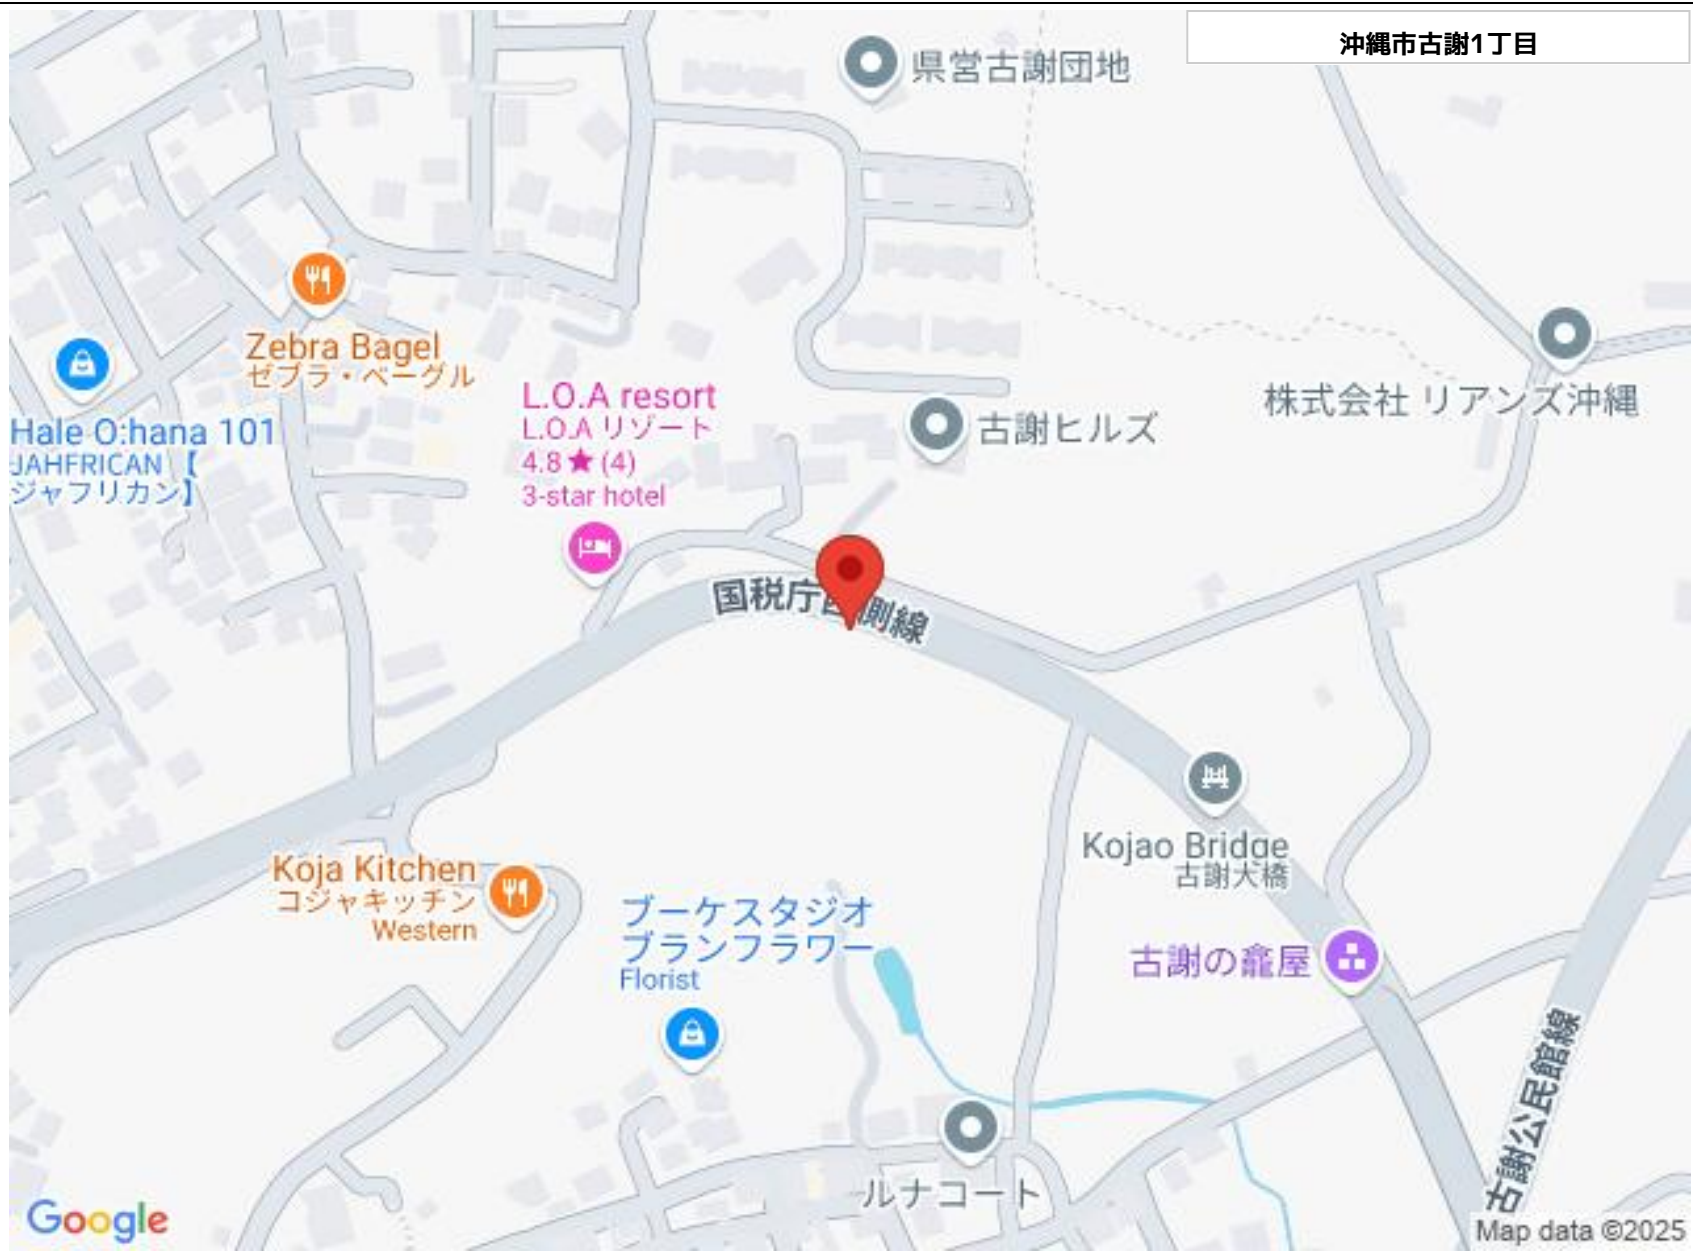 沖縄市古謝1丁目
県営古謝団地
Zebra Bagel
ゼブラ・ベーグル
Hale O:hana 101
JAHFRICAN【
ジャフリカン】
L.O.A resort
L.O.A リゾート
4.8★ (4)
3-star hotel
古謝ヒルズ
株式会社 リアンズ沖縄
国税庁西側線
Kojao Bridge
古謝大橋
Koja Kitchen
コジャキッチン
Western
ブーケスタジオ
ブランフラワー
Florist
古謝の龕屋
古謝公民館線
ルナコート
Google
Map data ©2025